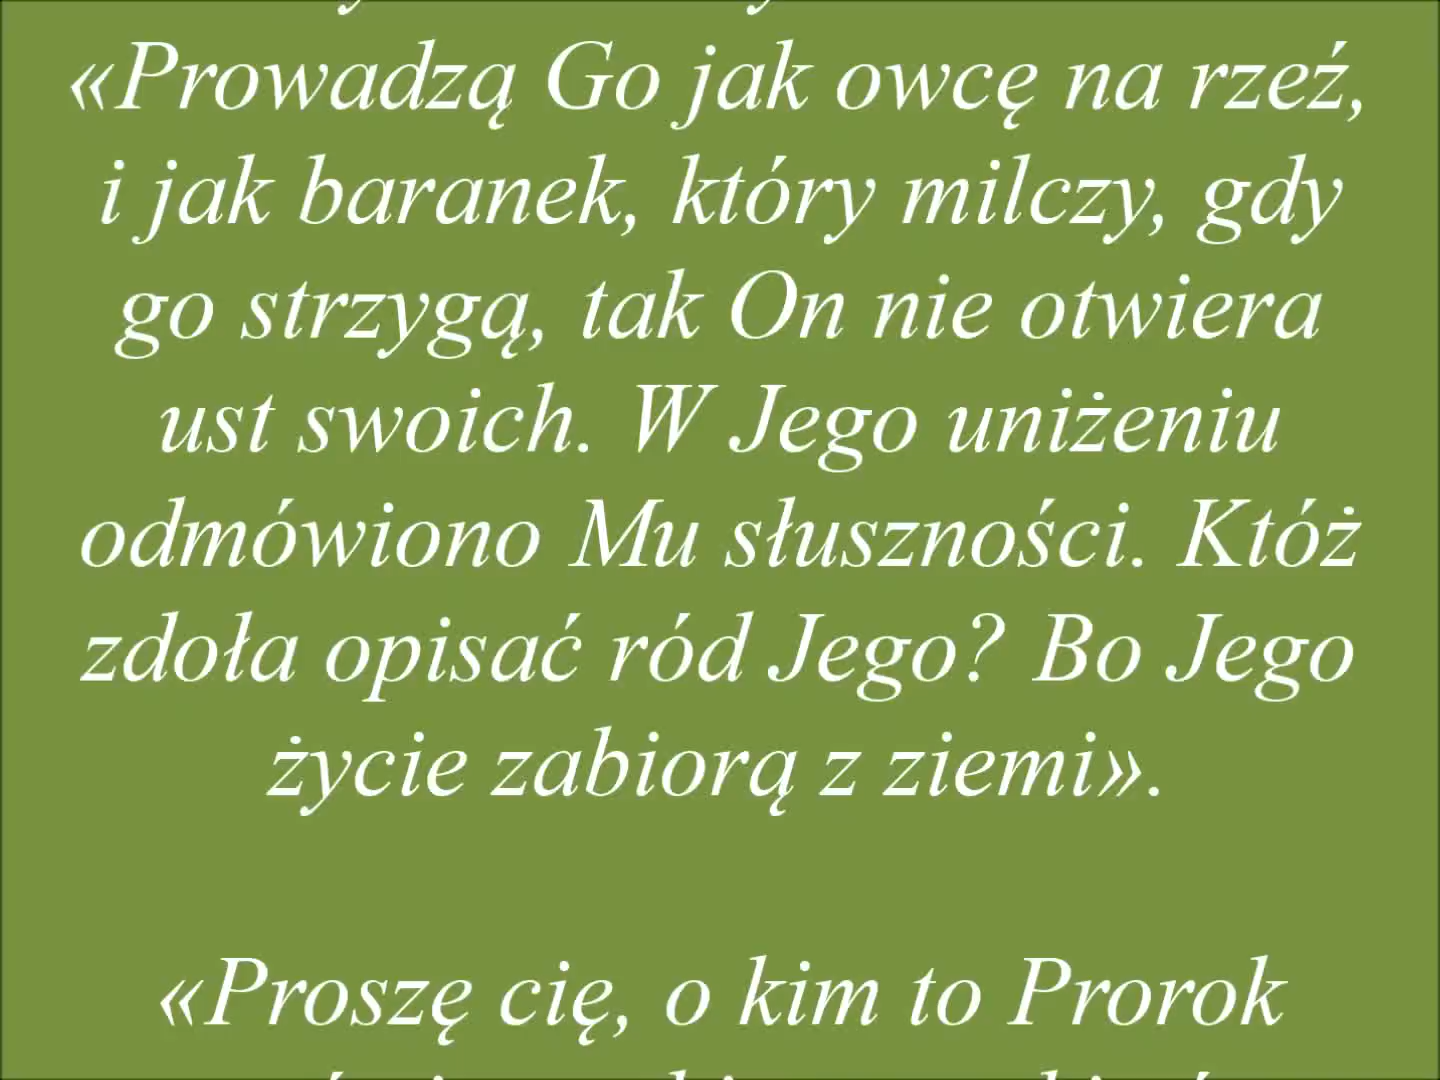 «Prowadzą Go jak owcę na rzeź,
i jak baranek, który milczy, gdy
go strzygą, tak On nie otwiera
ust swoich. W Jego uniżeniu
odmówiono Mu słuszności. Któż
zdoła opisać ród Jego? Bo Jego
życie zabiorą z ziemi».
«Proszę cię, o kim to Prorok